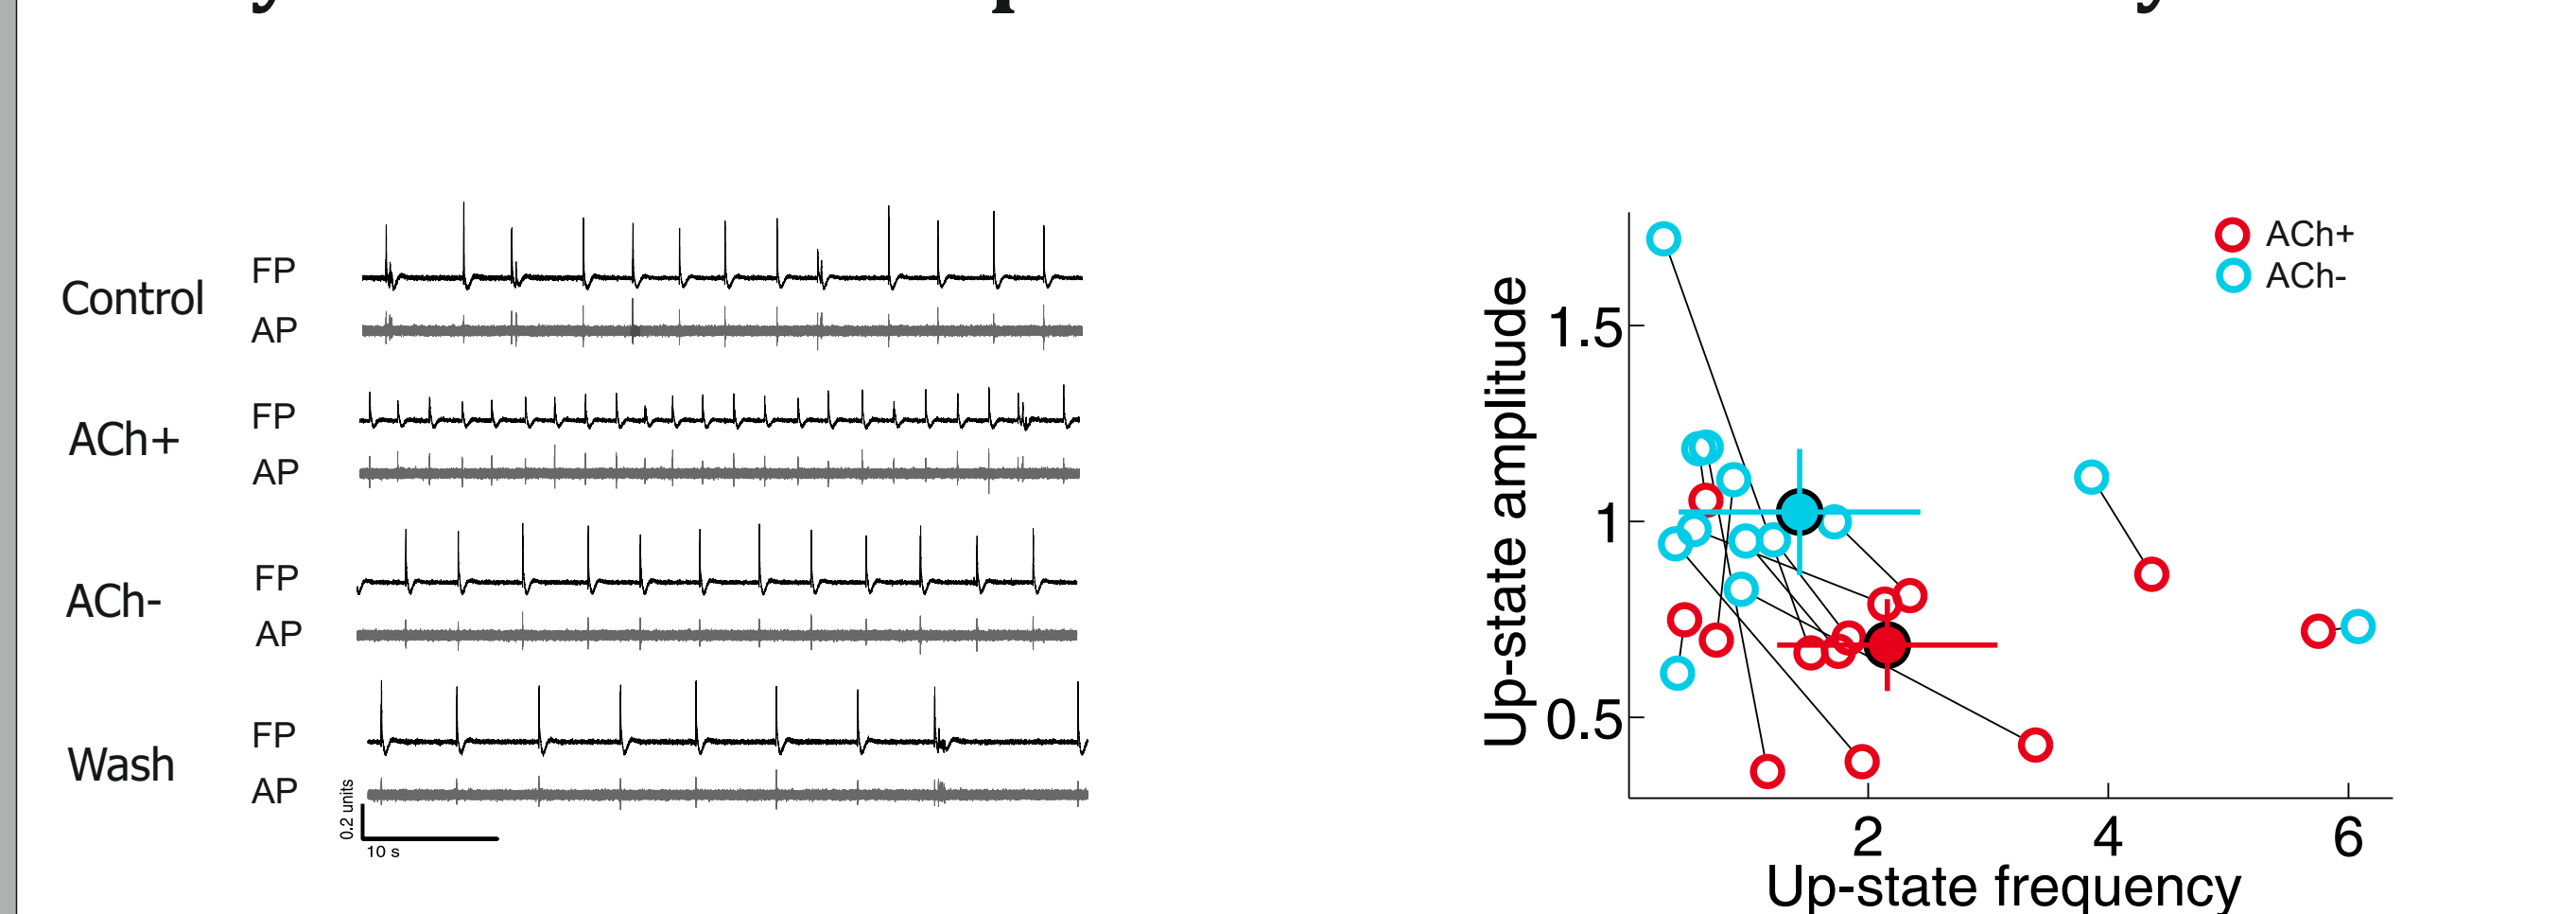 Control
FP
AP
ACh+
FP
AP
ACh-
FP
AP
Wash
FP
AP
0.2 units
10 s
ACh+
ACh-
Up-state amplitude
1.5
1
0.5
2 4 6
Up-state frequency